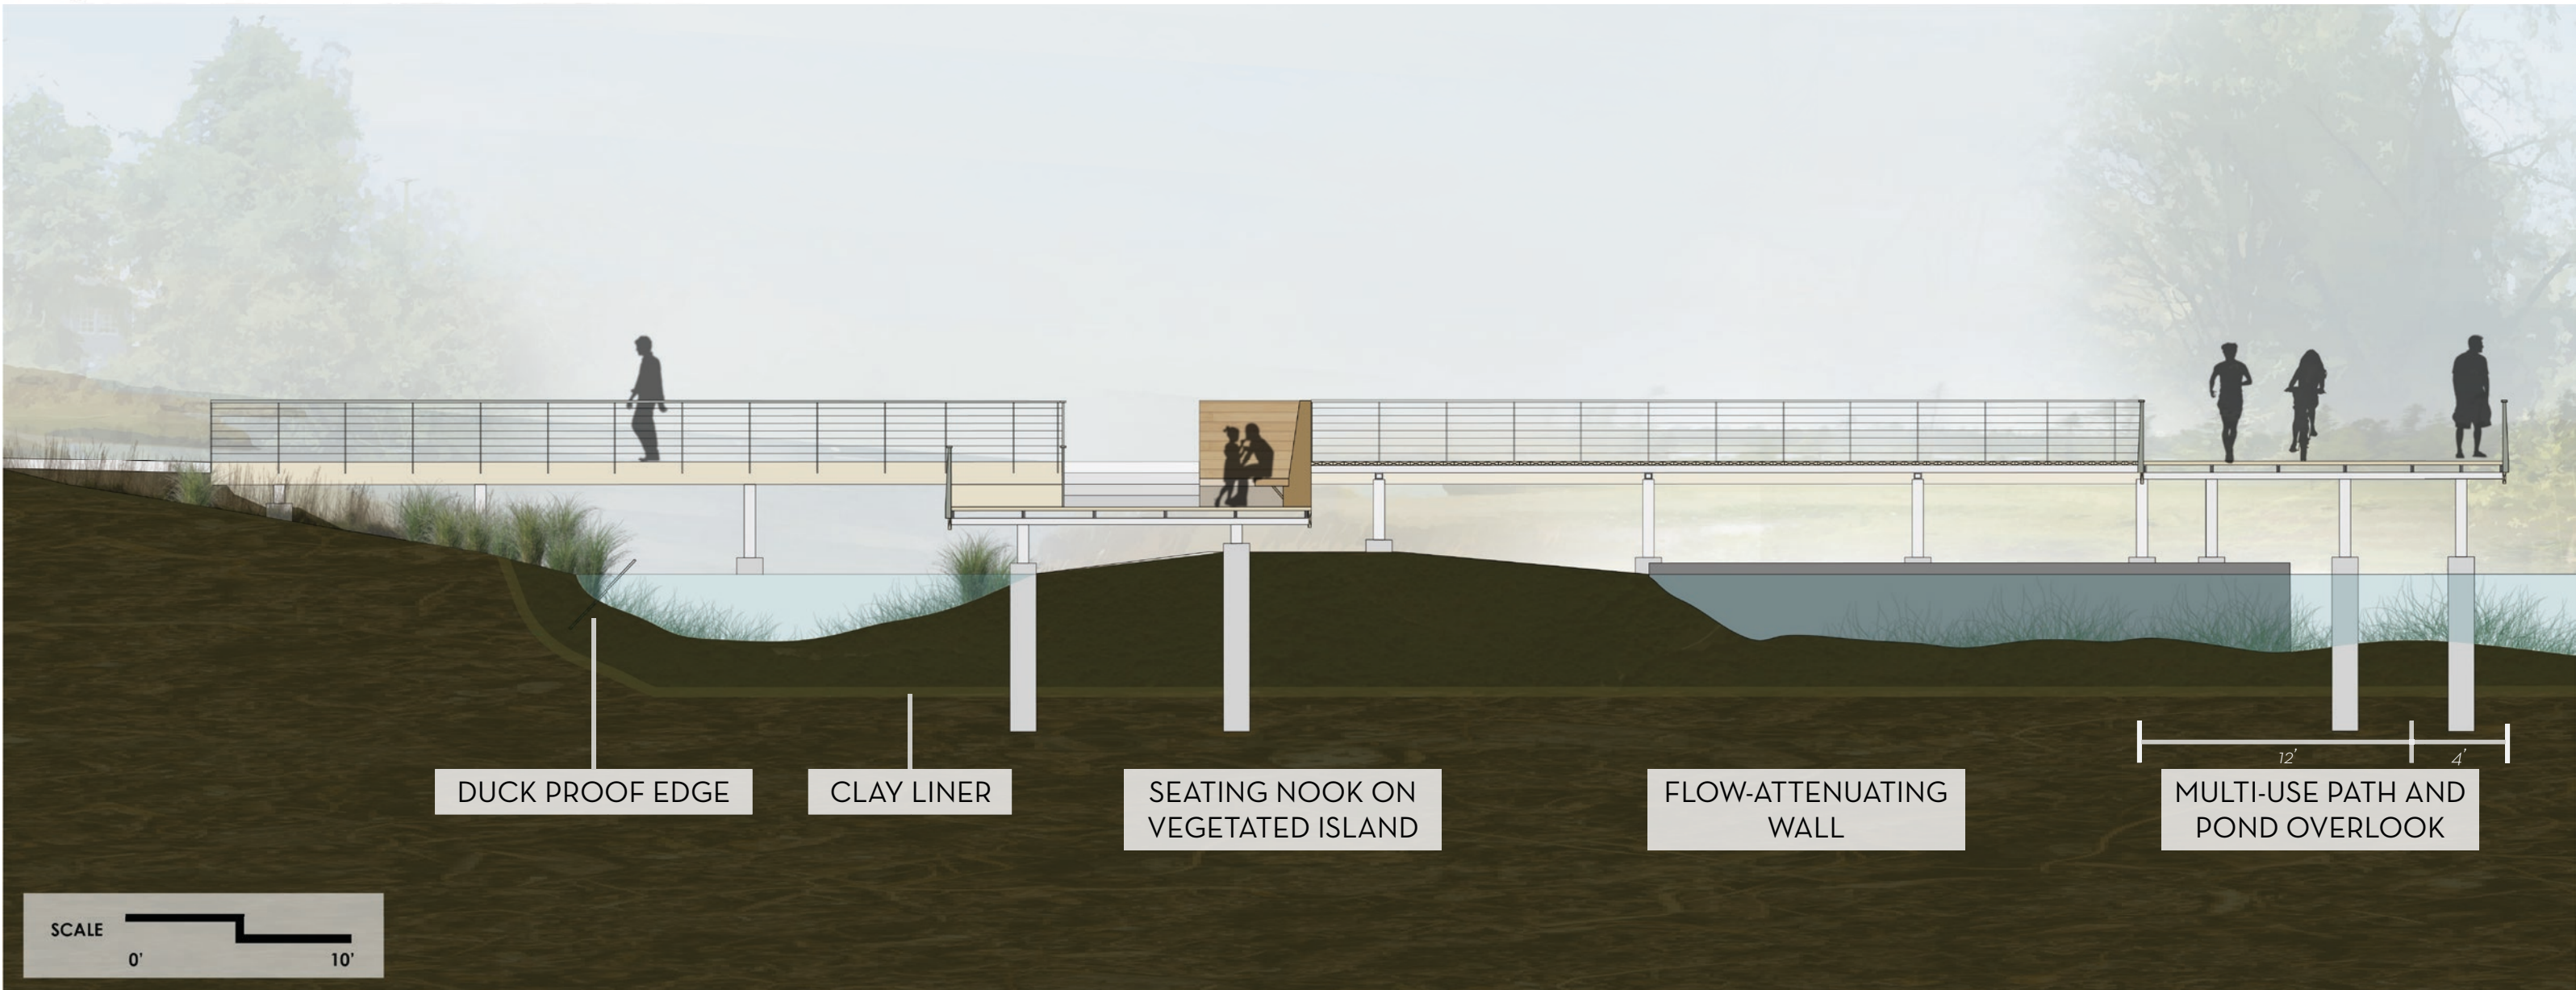 12'
4'
DUCK PROOF EDGE
CLAY LINER
SEATING NOOK ON
VEGETATED ISLAND
FLOW-ATTENUATING
WALL
MULTI-USE PATH AND
POND OVERLOOK
SCALE
0'
10'